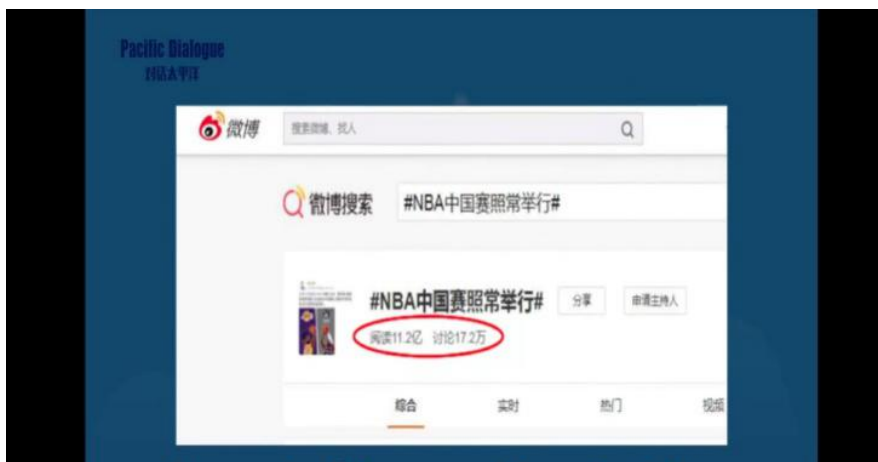 Pacific Dialogue
对话太平洋
微博
搜索微博、找人
微博搜索
#NBA中国赛照常举行#
#NBA中国赛照常举行#
分享
申请主持人
阅读11.2亿 讨论17.2万
综合 实时 热门 视频